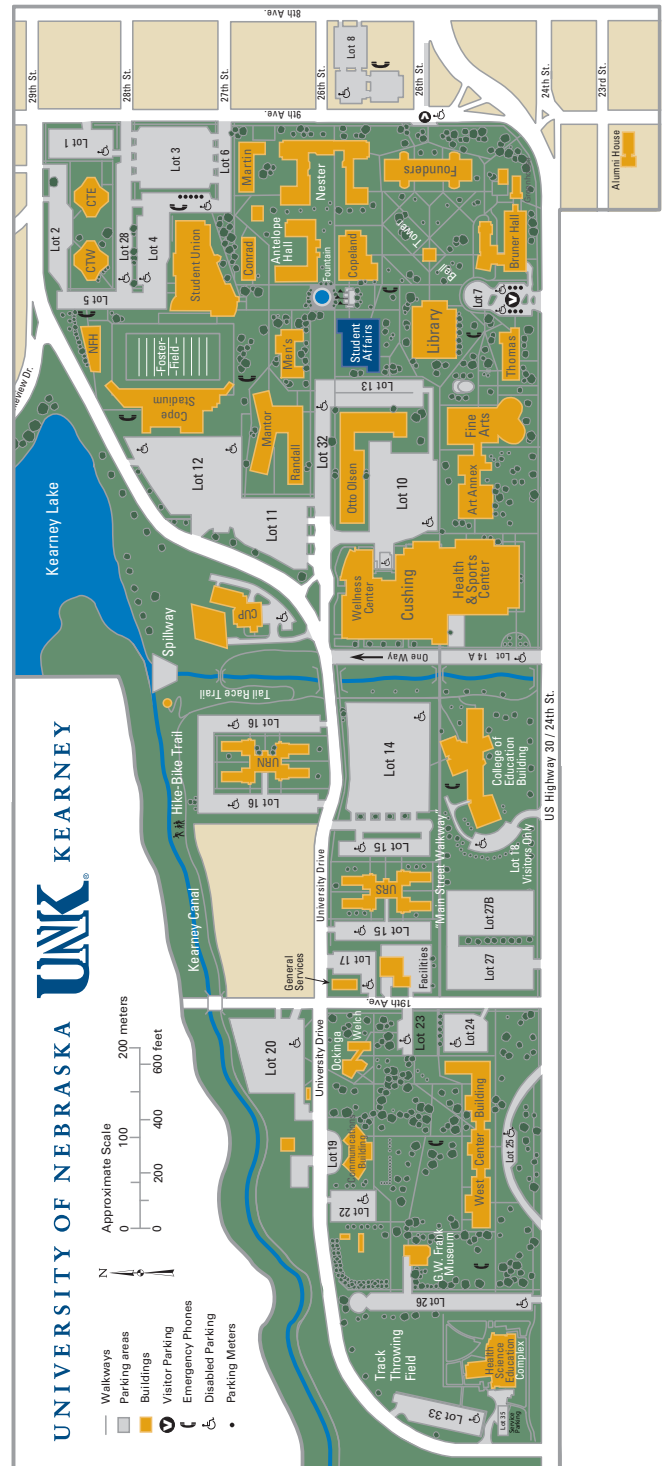 UNIVERSITY OF NEBRASKA UNK® KEARNEY
Approximate Scale
0 100 200 meters
0 200 400 600 feet
N
Walkways
Parking areas
Buildings
Visitor Parking
Emergency Phones
Disabled Parking
Parking Meters
8th Ave.
29th St.
28th St.
27th St.
26th St.
26th St.
24th St.
23rd St.
9th Ave.
Lot 8
V
Alumni House
Lot 1
Lot 3
Lot 6
Martin
Nester
Founders
CTE
Lot 2
CTW
Lot 28
Lot 4
Student Union
Conrad
Antelope
Hall
Fountain
Copeland
Bell
Tower
Bruner Hall
Lot 5
Lot 7
V
NFH
Foster
Field
Men's
Student
Affairs
Library
Thomas
Cope
Stadium
Lot 13
Mantor
Randall
Lot 32
Otto Olsen
Lot 10
Fine
Arts
Art Annex
Lot 12
Lot 11
Kearney Lake
Wellness
Center
Cushing
Health
& Sports
Center
CUP
Spillway
One Way
Lot 14 A
Tail Race Trail
Hike-Bike Trail
Lot 16
URN
Lot 16
Lot 14
College of
Education
Building
Lot 18
Visitors Only
US Highway 30 / 24th St.
"Main Street Walkway"
Lot 15
URS
Lot 15
University Drive
Kearney Canal
Lot 17
General
Services
Facilities
Lot 27B
Lot 27
19th Ave.
Lot 20
University Drive
Ockinga
Welch
Lot 23
Lot 24
Lot 19
Communications
Building
West Center Building
Lot 25
Lot 22
G.W. Frank
Museum
Lot 26
Track
Throwing
Field
Lot 33
Health
Science
Education
Complex
Lot 35
Service
Parking